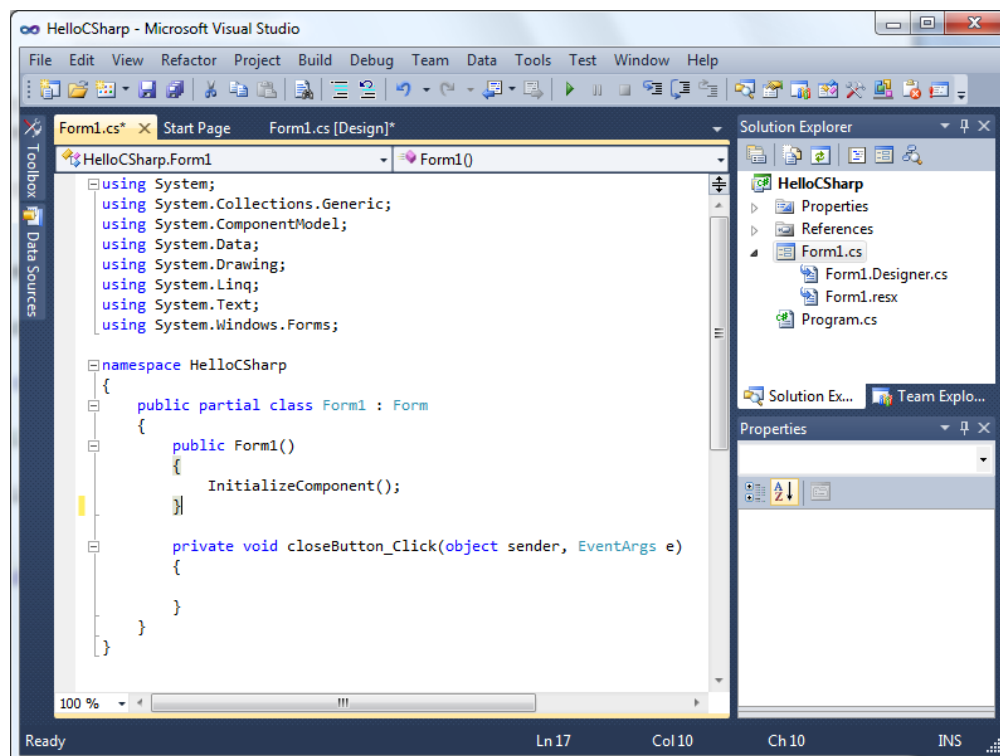 HelloCSharp - Microsoft Visual Studio
File Edit View Refactor Project Build Debug Team Data Tools Test Window Help
Toolbox
Data Sources
Form1.cs* Start Page Form1.cs [Design]*
HelloCSharp.Form1 Form1()
using System;
using System.Collections.Generic;
using System.ComponentModel;
using System.Data;
using System.Drawing;
using System.Linq;
using System.Text;
using System.Windows.Forms;
namespace HelloCSharp
{
public partial class Form1 : Form
{
public Form1()
{
InitializeComponent();
}
private void closeButton_Click(object sender, EventArgs e)
{
}
}
}
100 %
Solution Explorer
HelloCSharp
Properties
References
Form1.cs
Form1.Designer.cs
Form1.resx
Program.cs
Solution Ex... Team Explo...
Properties
Ready Ln 17 Col 10 Ch 10 INS